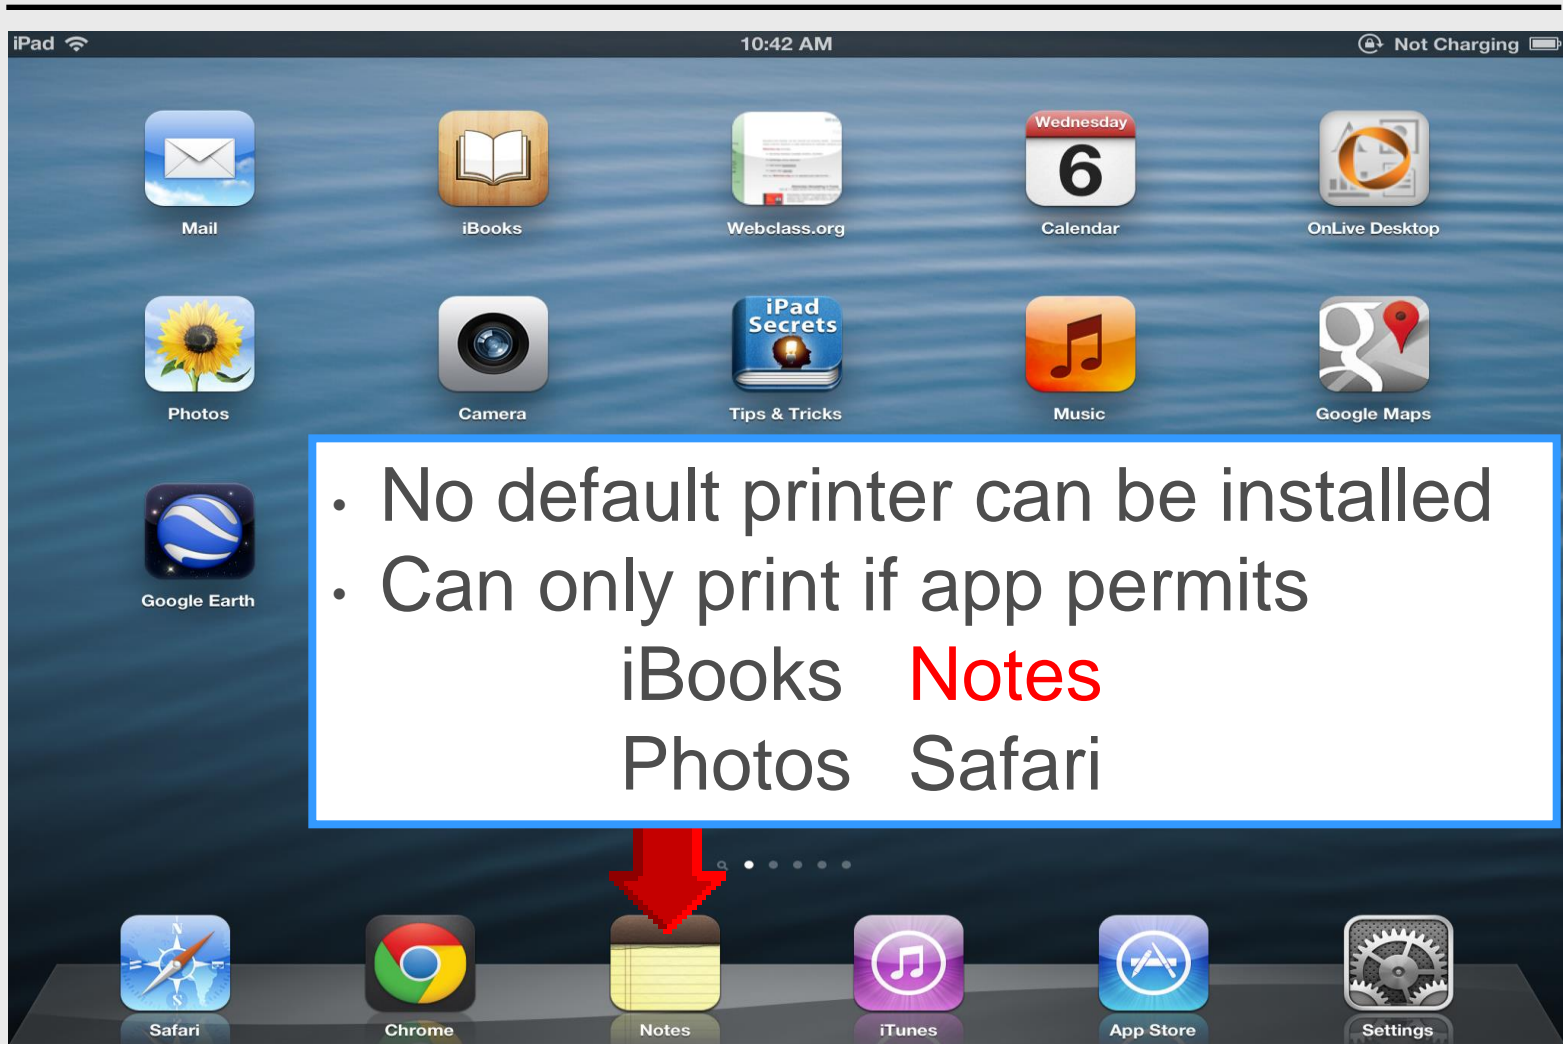 iPad 10:42 AM Not Charging
Wednesday
6
Mail iBooks Webclass.org Calendar OnLive Desktop
iPad
Secrets
Photos Camera Tips & Tricks Music Google Maps
• No default printer can be installed
• Can only print if app permits
Google Earth
iBooks Notes
Photos Safari
Safari Chrome Notes iTunes App Store Settings